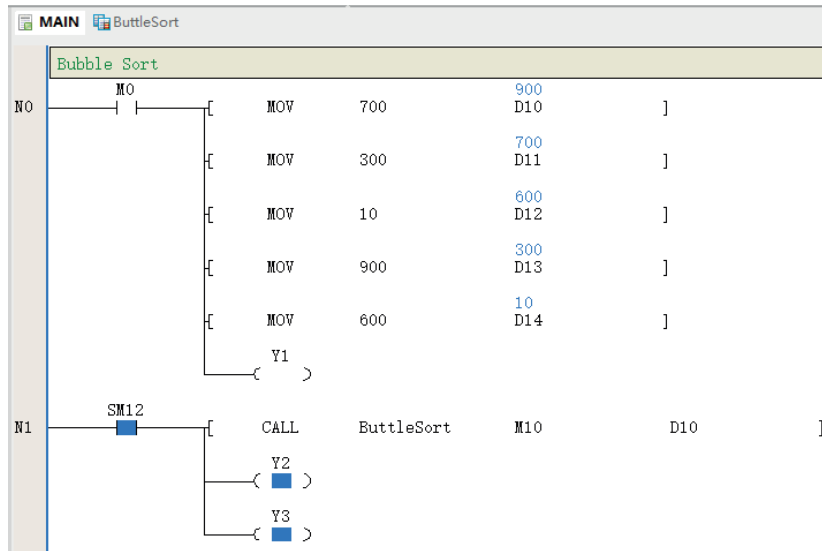 MAIN ButtleSort
Bubble Sort
M0 900
N0 [ MOV 700 D10 ]
700
[ MOV 300 D11 ]
600
[ MOV 10 D12 ]
300
[ MOV 900 D13 ]
10
[ MOV 600 D14 ]
Y1
( )
SM12
N1 [ CALL ButtleSort M10 D10 ]
Y2
( )
Y3
( )